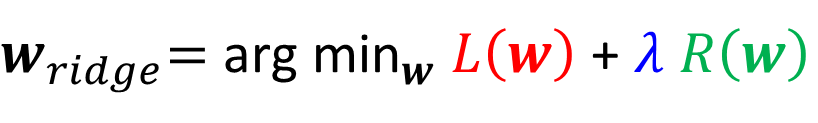 w_ridge = arg min_w L(w) + λ R(w)